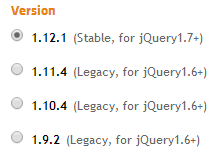 Version
1.12.1 (Stable, for jQuery1.7+)
1.11.4 (Legacy, for jQuery1.6+)
1.10.4 (Legacy, for jQuery1.6+)
1.9.2 (Legacy, for jQuery1.6+)